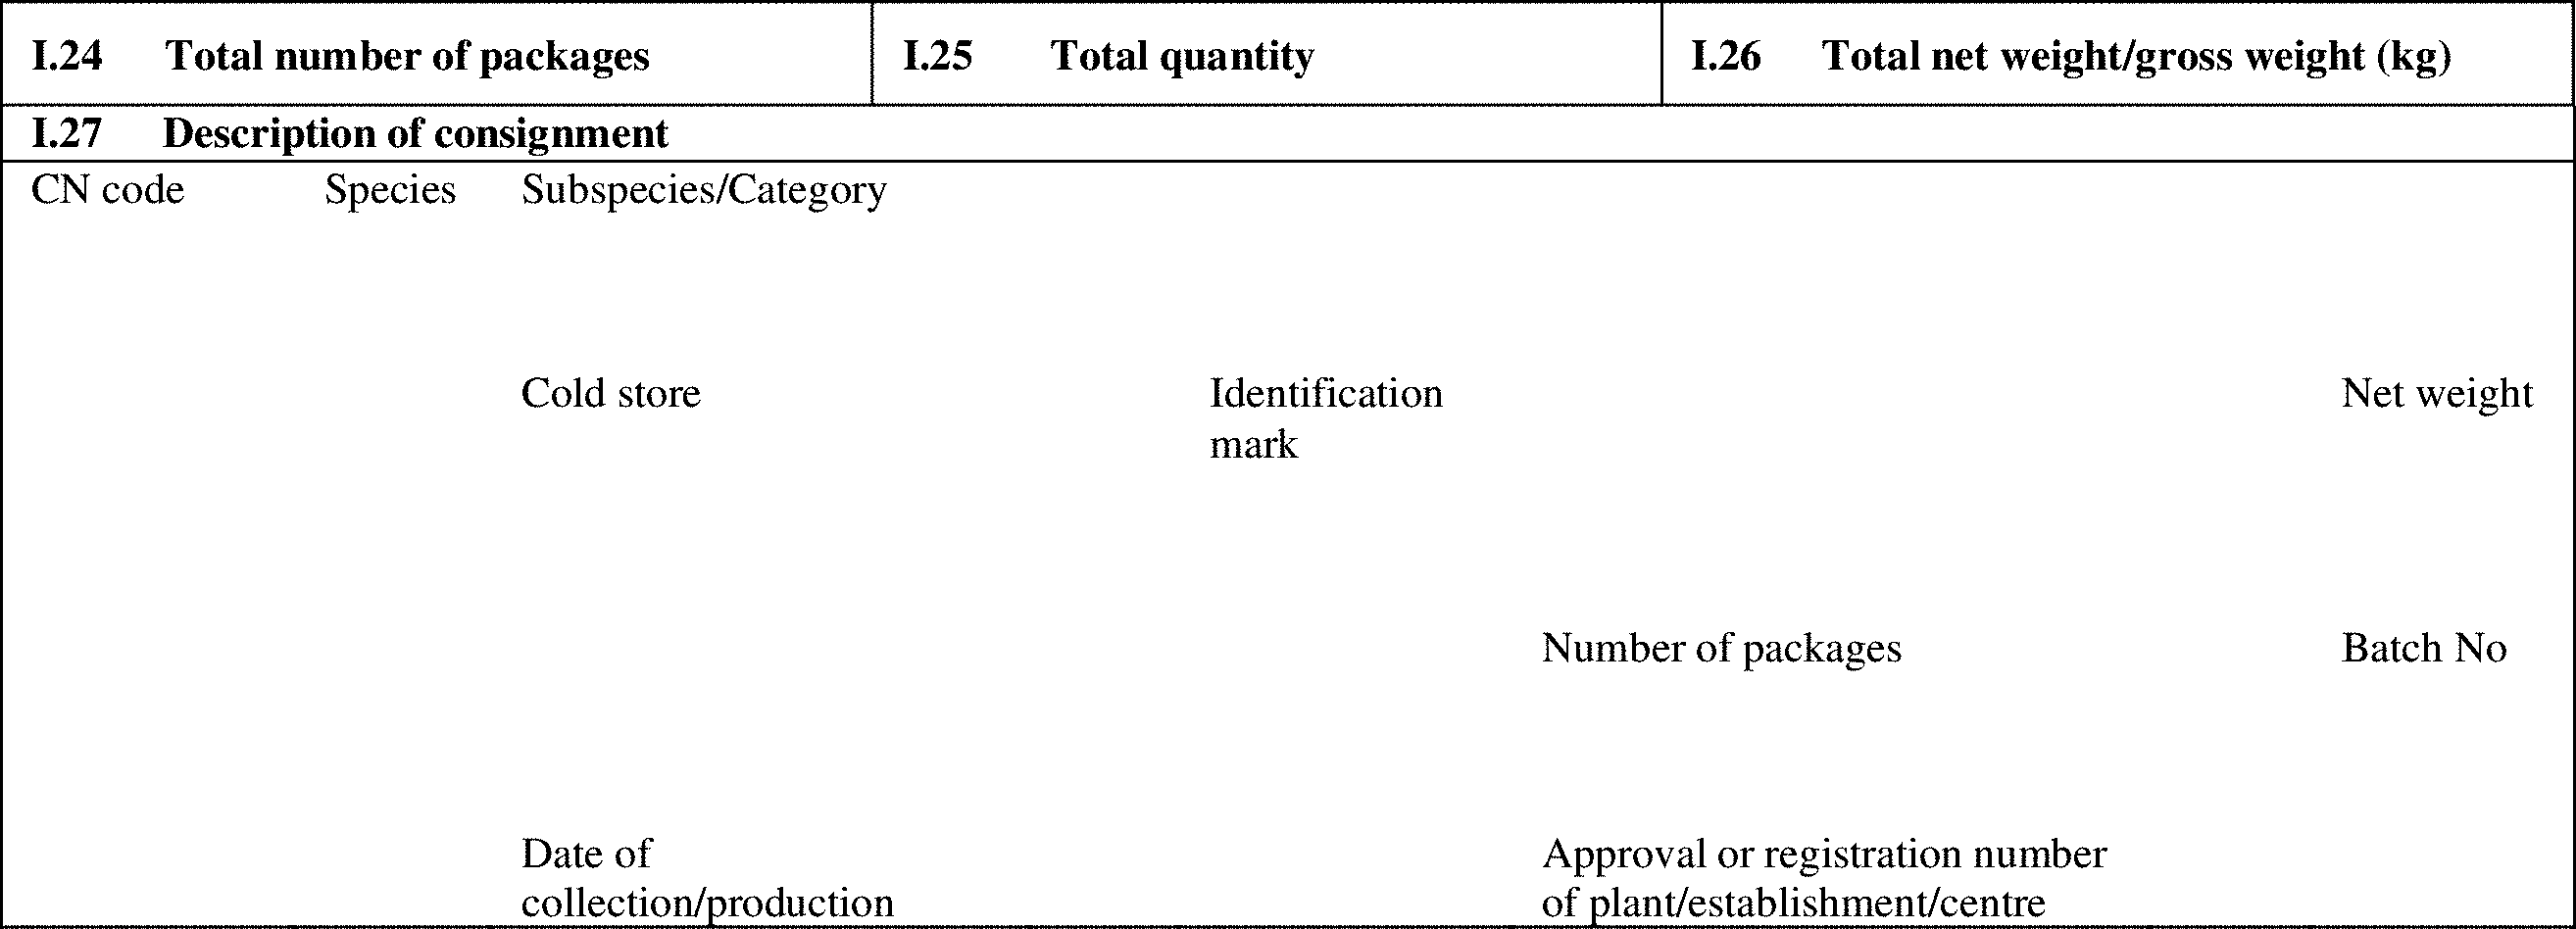 I.24 Total number of packages I.25 Total quantity I.26 Total net weight/gross weight (kg)
I.27 Description of consignment
CN code Species Subspecies/Category
Cold store Identification Net weight
mark
Number of packages Batch No
Date of Approval or registration number
collection/production of plant/establishment/centre